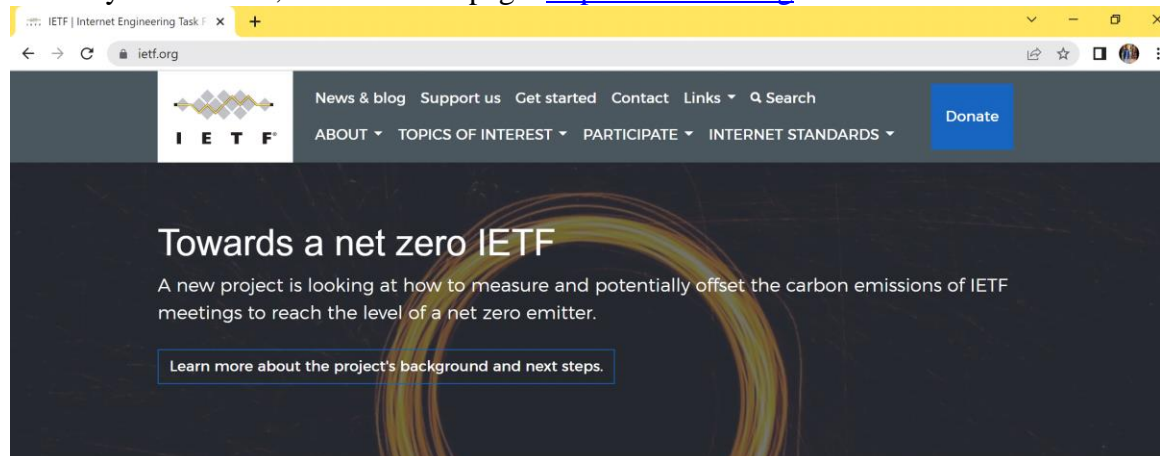 IETF | Internet Engineering Task F
ietf.org
News & blog Support us Get started Contact Links Search
ABOUT TOPICS OF INTEREST PARTICIPATE INTERNET STANDARDS
Donate
I E T F®
Towards a net zero IETF
A new project is looking at how to measure and potentially offset the carbon emissions of IETF
meetings to reach the level of a net zero emitter.
Learn more about the project's background and next steps.